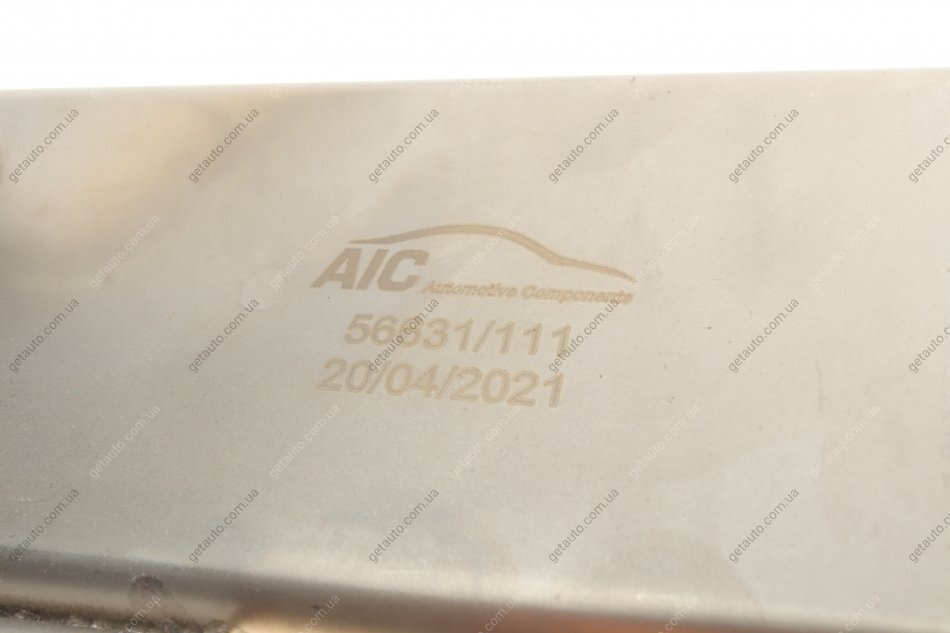 AIC Automotive Components
56631/111
20/04/2021
getauto.com.ua